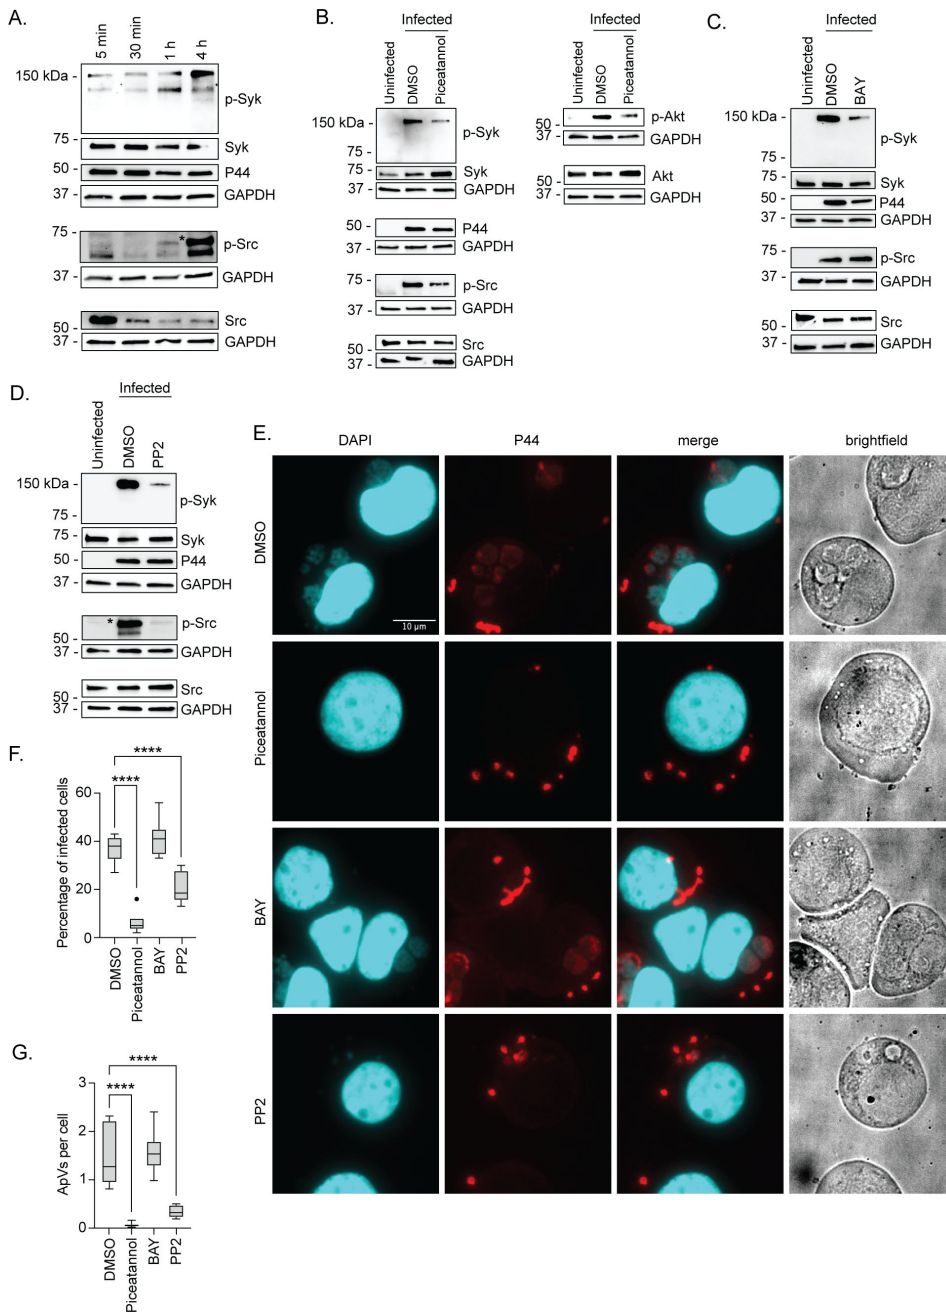 A.
5 min
30 min
1 h
4 h
150 kDa -
p-Syk
75 -
Syk
50 -
P44
37 -
GAPDH
75 -
*
p-Src
37 -
GAPDH
50 -
Src
37 -
GAPDH
B.
Infected
Uninfected
DMSO
Piceatannol
150 kDa -
p-Syk
75 -
75 -
Syk
50 -
37 -
GAPDH
50 -
P44
37 -
GAPDH
75 -
p-Src
37 -
GAPDH
50 -
Src
37 -
GAPDH
Infected
Uninfected
DMSO
Piceatannol
50 -
p-Akt
37 -
GAPDH
50 -
Akt
37 -
GAPDH
C.
Infected
Uninfected
DMSO
BAY
150 kDa -
p-Syk
75 -
75 -
Syk
50 -
P44
37 -
GAPDH
50 -
p-Src
37 -
GAPDH
50 -
Src
37 -
GAPDH
D.
Infected
Uninfected
DMSO
PP2
150 kDa -
p-Syk
75 -
75 -
Syk
50 -
P44
37 -
GAPDH
*
p-Src
50 -
37 -
GAPDH
50 -
Src
37 -
GAPDH
E.
DAPI
P44
merge
brightfield
DMSO
10 µm
Piceatannol
BAY
PP2
F.
****
****
Percentage of infected cells
60
40
20
0
DMSO
Piceatannol
BAY
PP2
G.
****
****
ApVs per cell
3
2
1
0
DMSO
Piceatannol
BAY
PP2